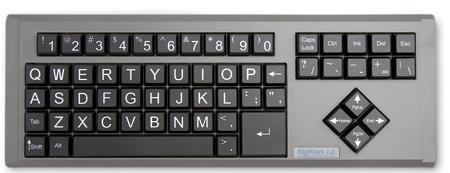 ! 1 @ 2 # 3 $ 4 % 5 ^ 6 & 7 * 8 ( 9 ) 0
Caps Lock Ctrl Ins Del Esc
Q W E R T Y U I O P ←
? / ~ ` _ - + = | \
A S D F G H J K L : ; " '
PgUp
Tab Z X C V B N M < ,
Home End
Shift Alt > .
PgDn
BigKeys LX